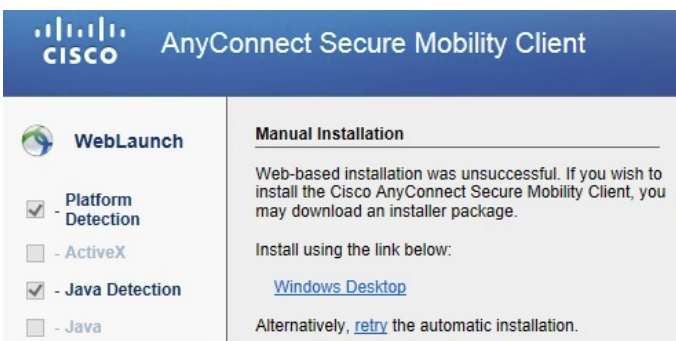 CISCO AnyConnect Secure Mobility Client
WebLaunch
- Platform
Detection
- ActiveX
- Java Detection
- Java
Manual Installation
Web-based installation was unsuccessful. If you wish to
install the Cisco AnyConnect Secure Mobility Client, you
may download an installer package.
Install using the link below:
Windows Desktop
Alternatively, retry the automatic installation.